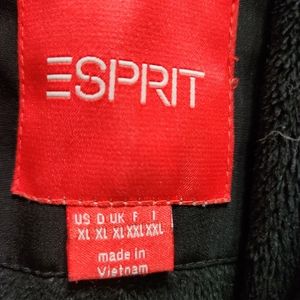 ESPRIT
US D UK F I
XL XL XL XXL XXL
made in
Vietnam